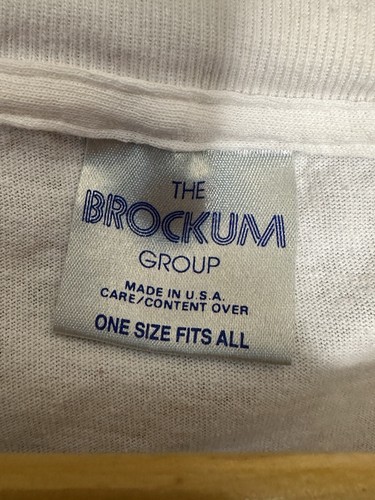 THE
BROCKUM
GROUP
MADE IN U.S.A.
CARE/CONTENT OVER
ONE SIZE FITS ALL